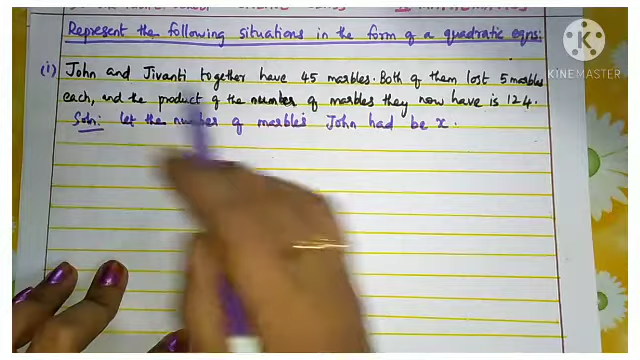 Represent the following situations in the form of a quadratic eqns:
(i) John and Jivanti together have 45 marbles. Both of them lost 5 marbles
each, and the product of the number of marbles they now have is 124.
Soln: let the number of marbles John had be x.
KINEMASTER